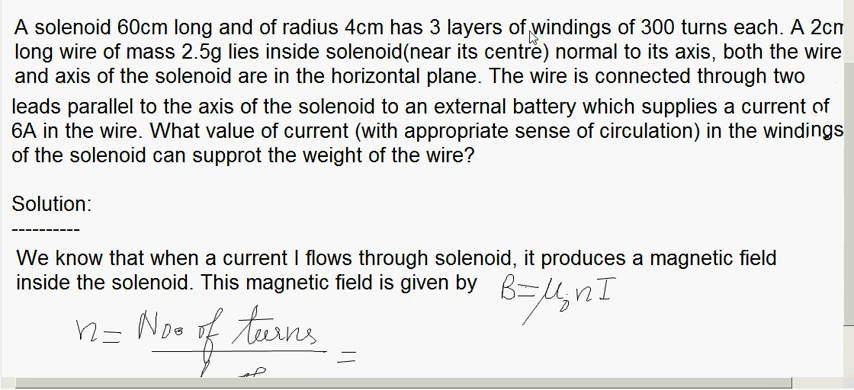 A solenoid 60cm long and of radius 4cm has 3 layers of windings of 300 turns each. A 2cm
long wire of mass 2.5g lies inside solenoid(near its centre) normal to its axis, both the wire
and axis of the solenoid are in the horizontal plane. The wire is connected through two
leads parallel to the axis of the solenoid to an external battery which supplies a current of
6A in the wire. What value of current (with appropriate sense of circulation) in the windings
of the solenoid can supprot the weight of the wire?
Solution:
----------
We know that when a current I flows through solenoid, it produces a magnetic field
inside the solenoid. This magnetic field is given by B=μ₀nI
n= No. of turns
=